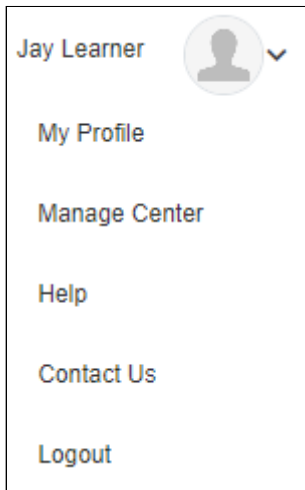 Jay Learner
My Profile
Manage Center
Help
Contact Us
Logout